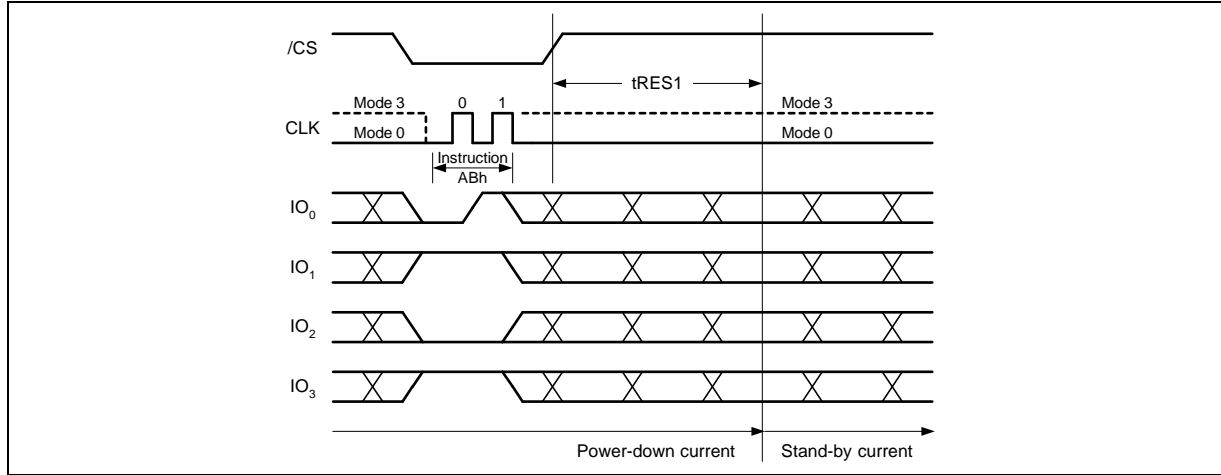 /CS
tRES1
Mode 3 0 1 Mode 3
CLK
Mode 0 Mode 0
Instruction
ABh
IO0
IO1
IO2
IO3
Power-down current Stand-by current